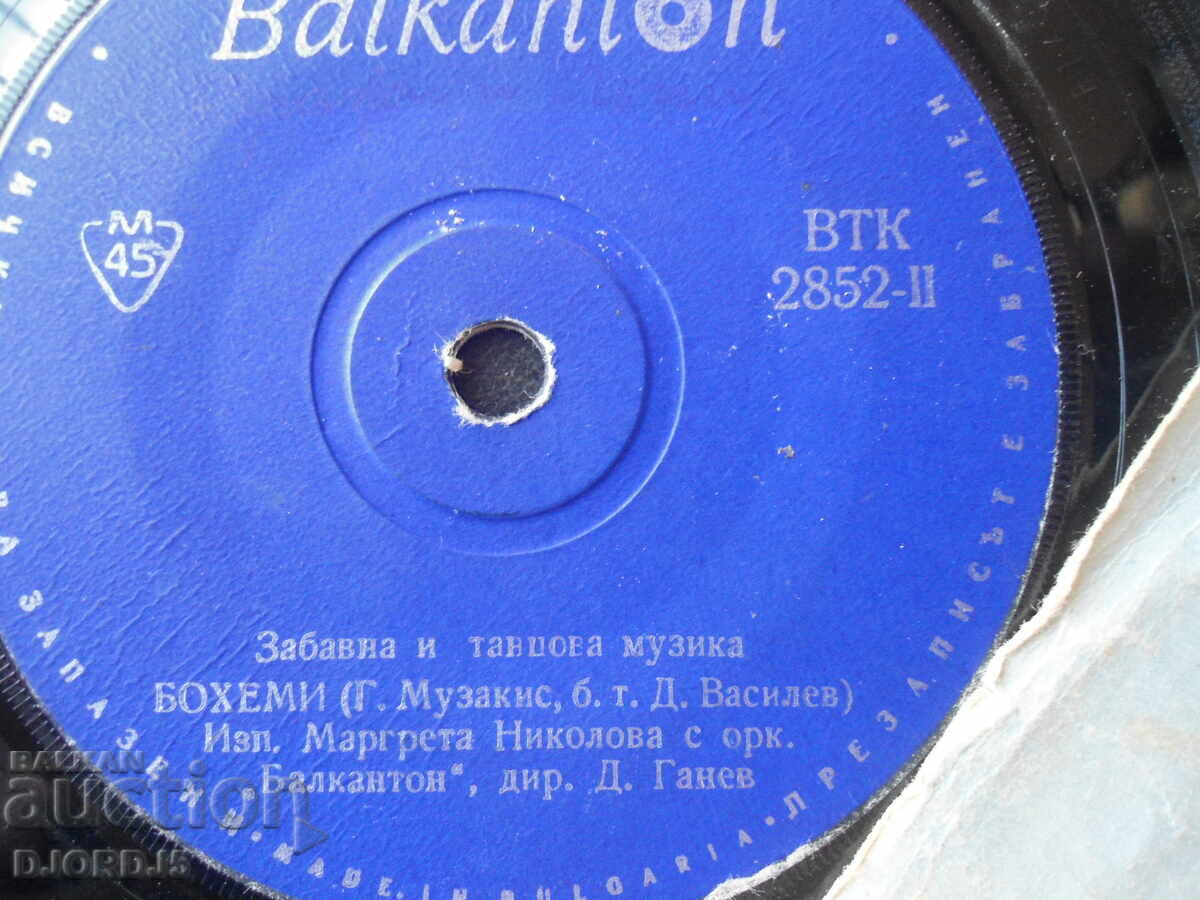 Balkanton
М
45
ВТК
2852-II
Забавна и танцова музика
БОХЕМИ (Г. Музакис, б. т. Д. Василев)
Изп. Маргрета Николова с орк.
„Балкантон“, дир. Д. Ганев
ЗАПАЗЕНИ · MADE IN BULGARIA · ПРЕЗАПИСЪТ Е ЗАБРАНЕН
BALKAN
auction
DJORDJ5